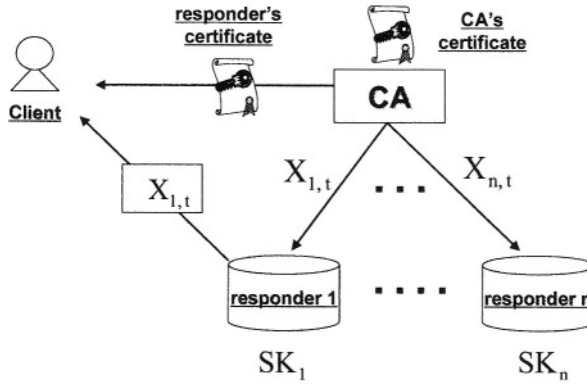 responder's
certificate
CA's
certificate
Client
CA
X1,t
Xn,t
X1,t
responder 1
responder n
SK1
SKn